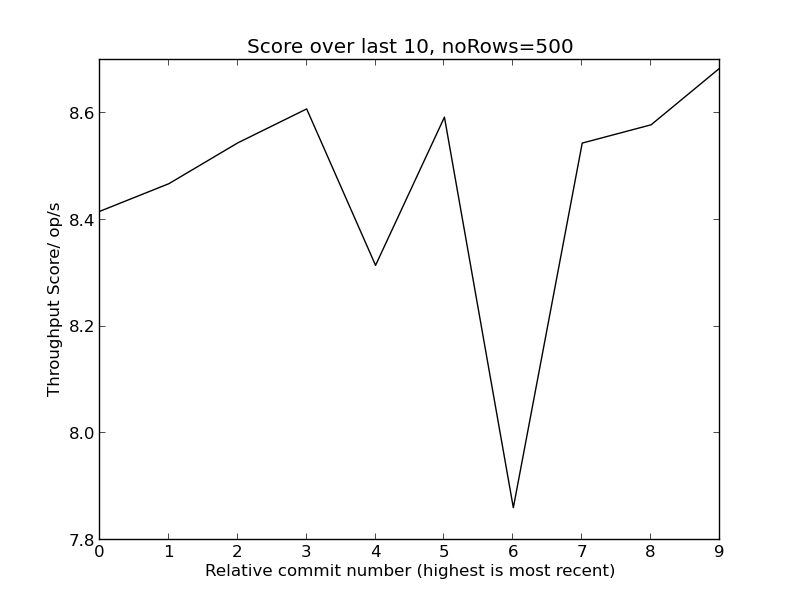 Score over last 10, noRows=500
8.6
8.4
8.2
8.0
7.8
Throughput Score/ op/s
0 1 2 3 4 5 6 7 8 9
Relative commit number (highest is most recent)